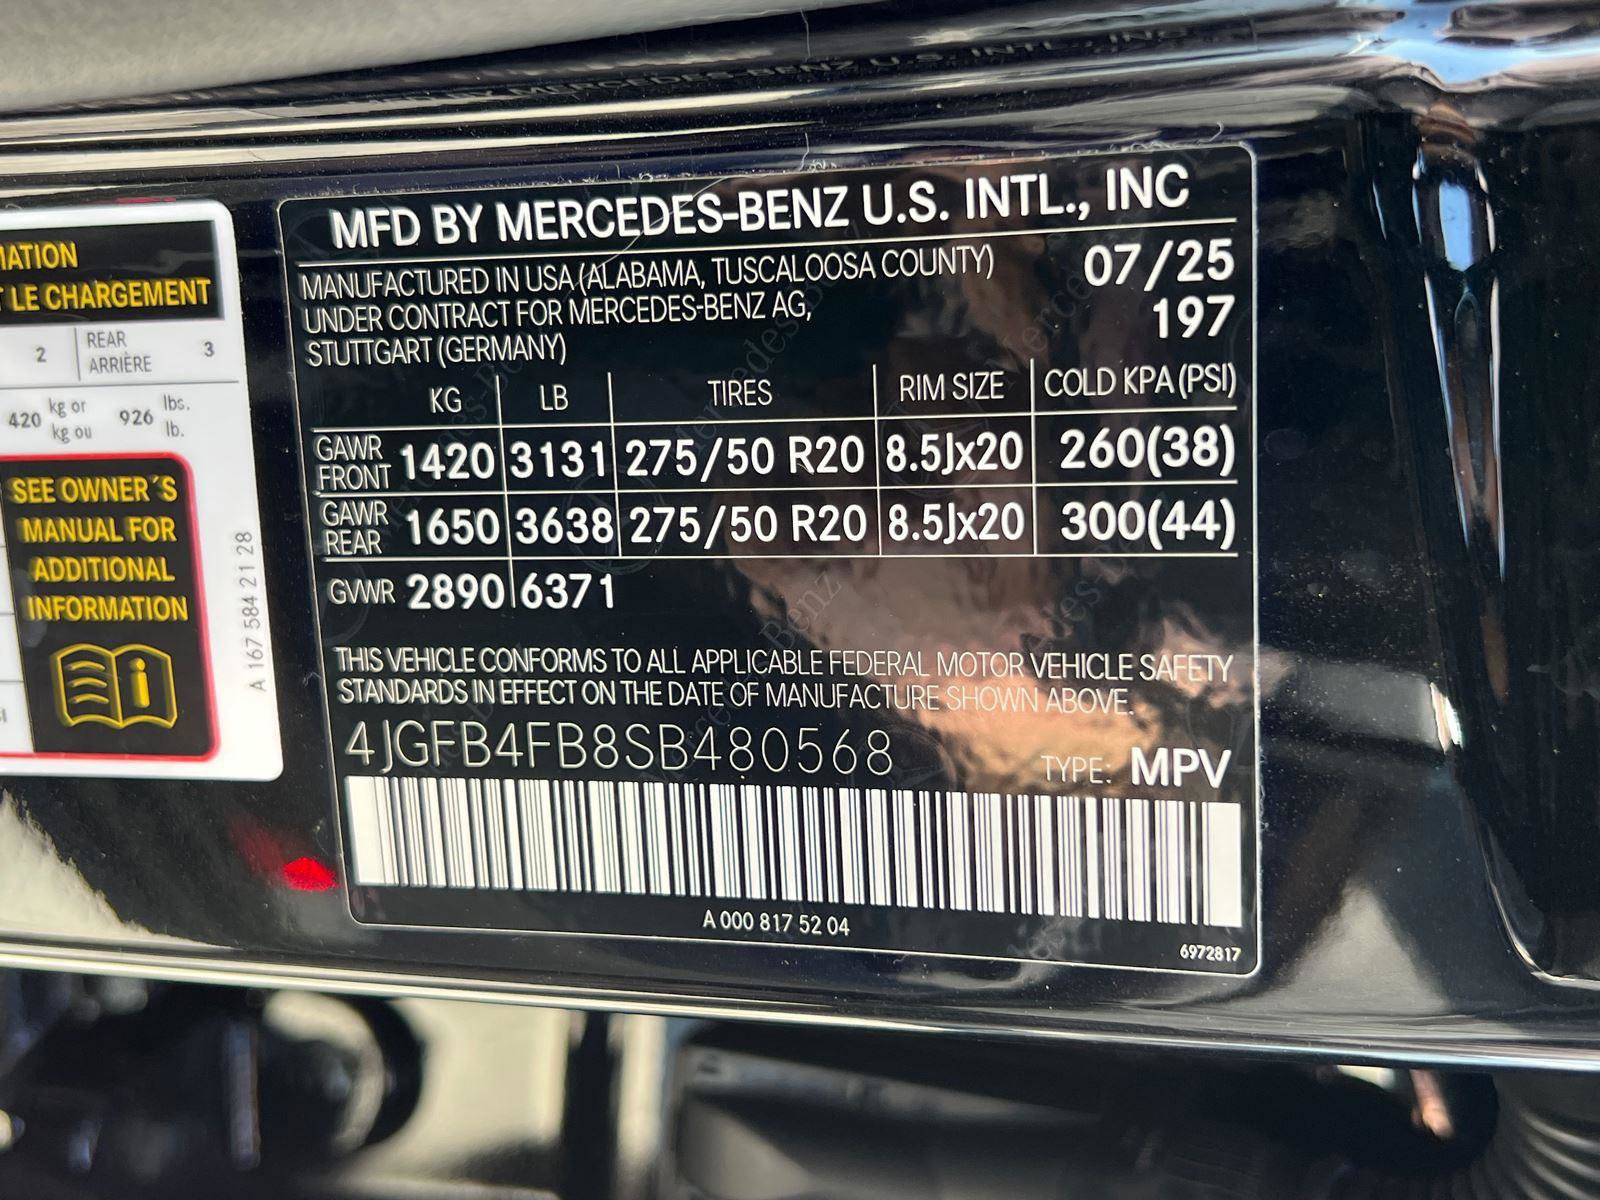 MATION
T LE CHARGEMENT
2 REAR ARRIÈRE 3
420 kg or kg ou 926 lbs. lb.
SEE OWNER´S
MANUAL FOR
ADDITIONAL
INFORMATION
A 167 584 21 28
MFD BY MERCEDES-BENZ U.S. INTL., INC
MANUFACTURED IN USA (ALABAMA, TUSCALOOSA COUNTY) 07/25
UNDER CONTRACT FOR MERCEDES-BENZ AG, 197
STUTTGART (GERMANY)
KG LB TIRES RIM SIZE COLD KPA (PSI)
GAWR FRONT 1420 3131 275/50 R20 8.5Jx20 260(38)
GAWR REAR 1650 3638 275/50 R20 8.5Jx20 300(44)
GVWR 2890 6371
THIS VEHICLE CONFORMS TO ALL APPLICABLE FEDERAL MOTOR VEHICLE SAFETY
STANDARDS IN EFFECT ON THE DATE OF MANUFACTURE SHOWN ABOVE.
4JGFB4FB8SB480568 TYPE: MPV
A 000 817 52 04
6972817